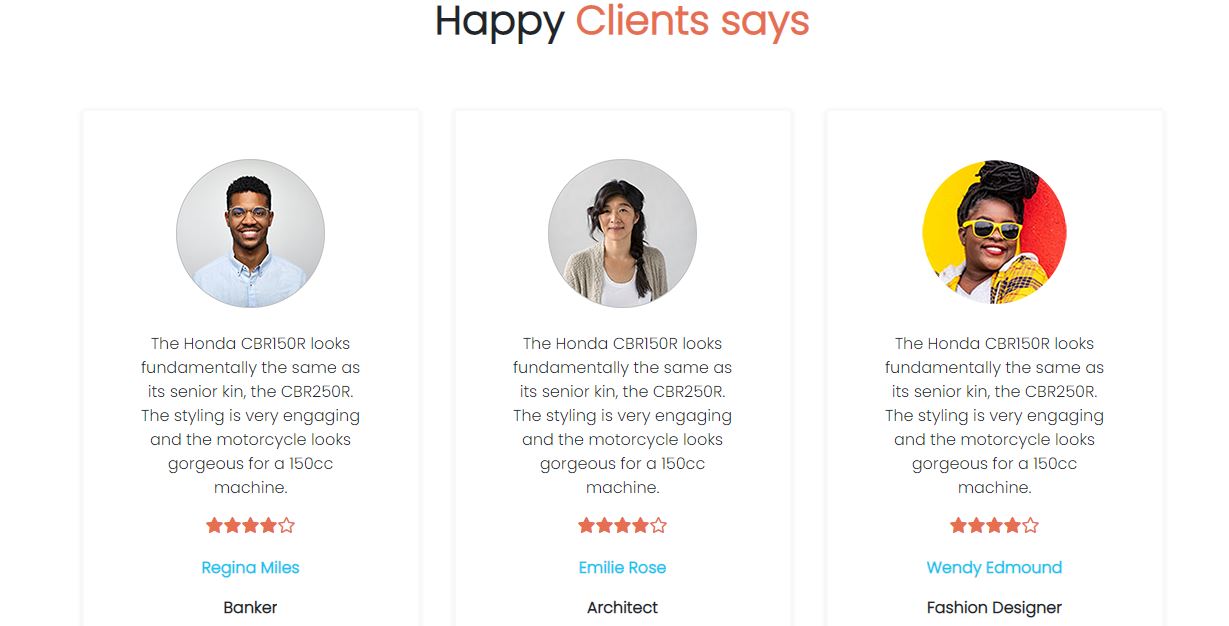 Happy Clients says
The Honda CBR150R looks
fundamentally the same as
its senior kin, the CBR250R.
The styling is very engaging
and the motorcycle looks
gorgeous for a 150cc
machine.
Regina Miles
Banker
The Honda CBR150R looks
fundamentally the same as
its senior kin, the CBR250R.
The styling is very engaging
and the motorcycle looks
gorgeous for a 150cc
machine.
Emilie Rose
Architect
The Honda CBR150R looks
fundamentally the same as
its senior kin, the CBR250R.
The styling is very engaging
and the motorcycle looks
gorgeous for a 150cc
machine.
Wendy Edmound
Fashion Designer